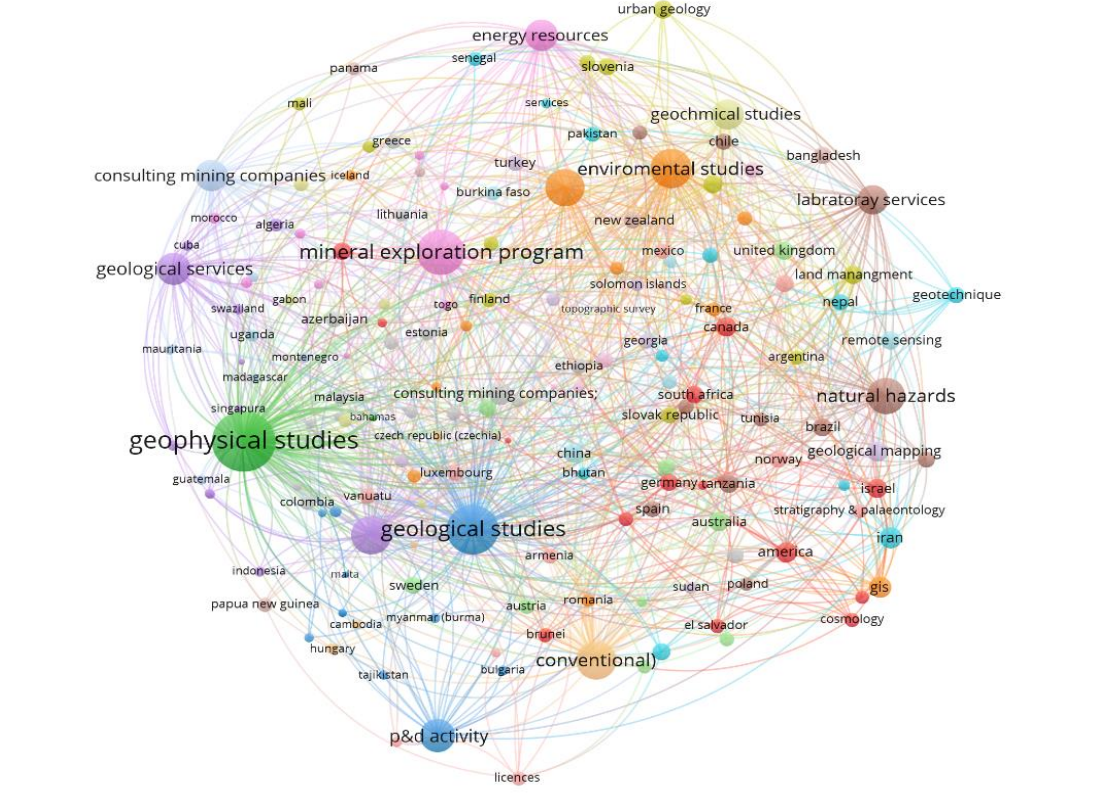 urban geology
energy resources
senegal
slovenia
panama
mali
services
geochmical studies
pakistan
greece
chile
turkey
bangladesh
enviromental studies
consulting mining companies
iceland
burkina faso
labratoray services
morocco
lithuania
algeria
new zealand
cuba
mineral exploration program
mexico
united kingdom
geological services
land managment
solomon islands
gabon
togo
finland
geotechnique
nepal
swaziland
topographic survey
france
azerbaijan
canada
uganda
estonia
georgia
remote sensing
mauritania
montenegro
argentina
ethiopia
madagascar
malaysia
consulting mining companies;
south africa
natural hazards
singapura
bahamas
slovak republic
tunisia
brazil
geophysical studies
czech republic (czechia)
china
geological mapping
norway
luxembourg
bhutan
guatemala
germany
tanzania
israel
colombia
vanuatu
spain
stratigraphy & palaeontology
geological studies
australia
iran
armenia
america
indonesia
malta
sweden
sudan
poland
gis
papua new guinea
austria
romania
cambodia
myanmar (burma)
el salvador
cosmology
brunei
hungary
conventional)
tajikistan
bulgaria
p&d activity
licences